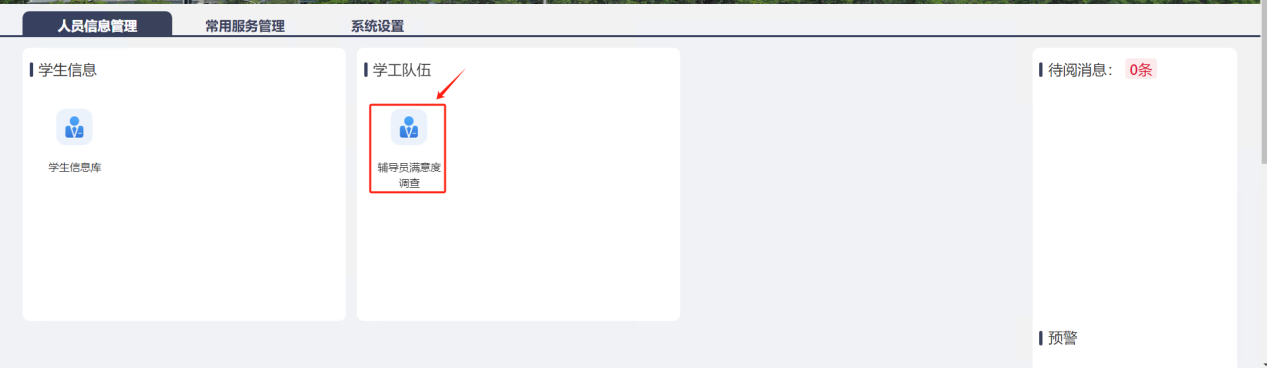 人员信息管理
常用服务管理
系统设置
学生信息
学工队伍
待阅消息： 0条
学生信息库
辅导员满意度
调查
预警